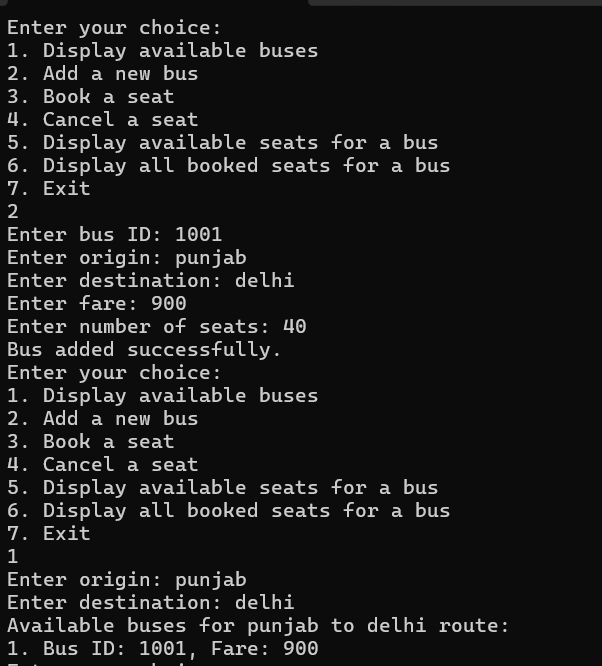 Enter your choice:
1. Display available buses
2. Add a new bus
3. Book a seat
4. Cancel a seat
5. Display available seats for a bus
6. Display all booked seats for a bus
7. Exit
2
Enter bus ID: 1001
Enter origin: punjab
Enter destination: delhi
Enter fare: 900
Enter number of seats: 40
Bus added successfully.
Enter your choice:
1. Display available buses
2. Add a new bus
3. Book a seat
4. Cancel a seat
5. Display available seats for a bus
6. Display all booked seats for a bus
7. Exit
1
Enter origin: punjab
Enter destination: delhi
Available buses for punjab to delhi route:
1. Bus ID: 1001, Fare: 900